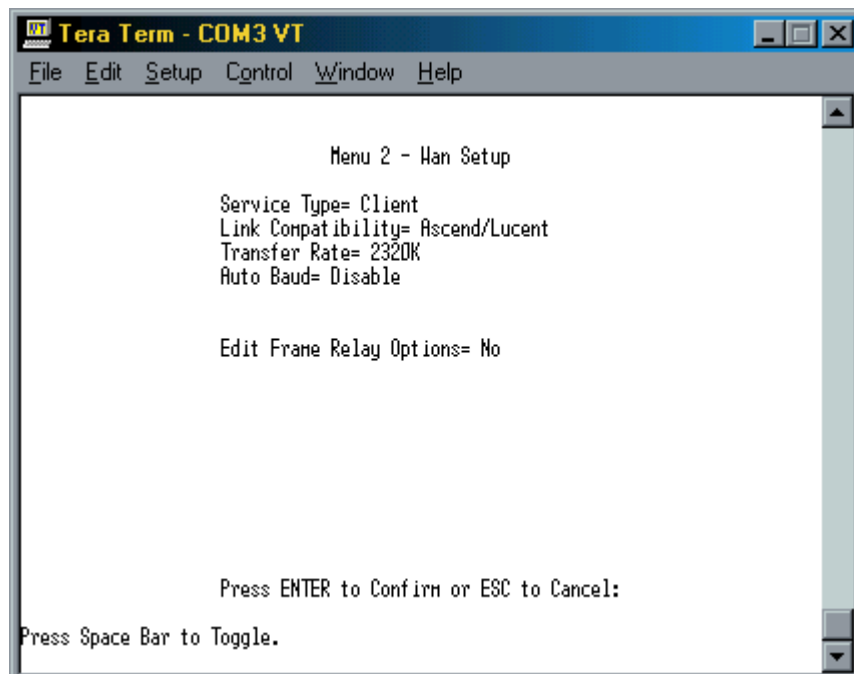 Tera Term - COM3 VT
File Edit Setup Control Window Help
Menu 2 - Wan Setup
Service Type= Client
Link Compatibility= Ascend/Lucent
Transfer Rate= 2320K
Auto Baud= Disable
Edit Frame Relay Options= No
Press ENTER to Confirm or ESC to Cancel:
Press Space Bar to Toggle.